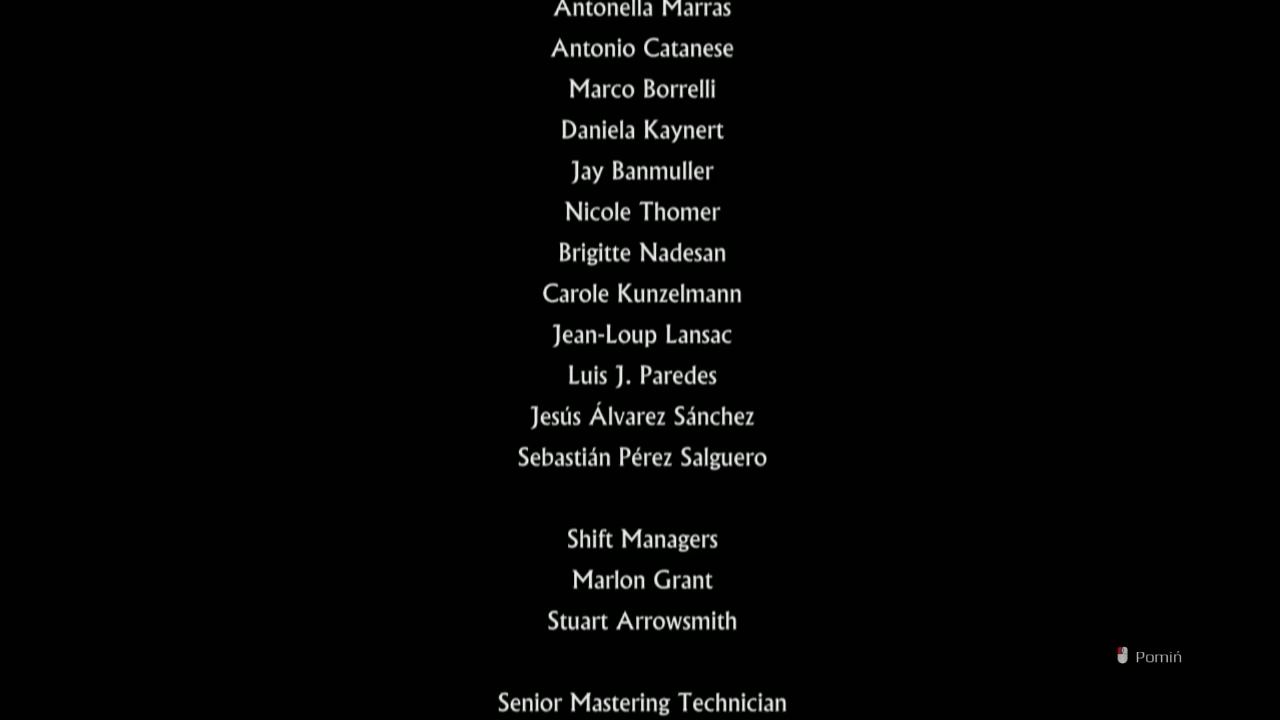 Antonella Marras
Antonio Catanese
Marco Borrelli
Daniela Kaynert
Jay Banmuller
Nicole Thomer
Brigitte Nadesan
Carole Kunzelmann
Jean-Loup Lansac
Luis J. Paredes
Jesús Álvarez Sánchez
Sebastián Pérez Salguero
Shift Managers
Marlon Grant
Stuart Arrowsmith
Pomiń
Senior Mastering Technician